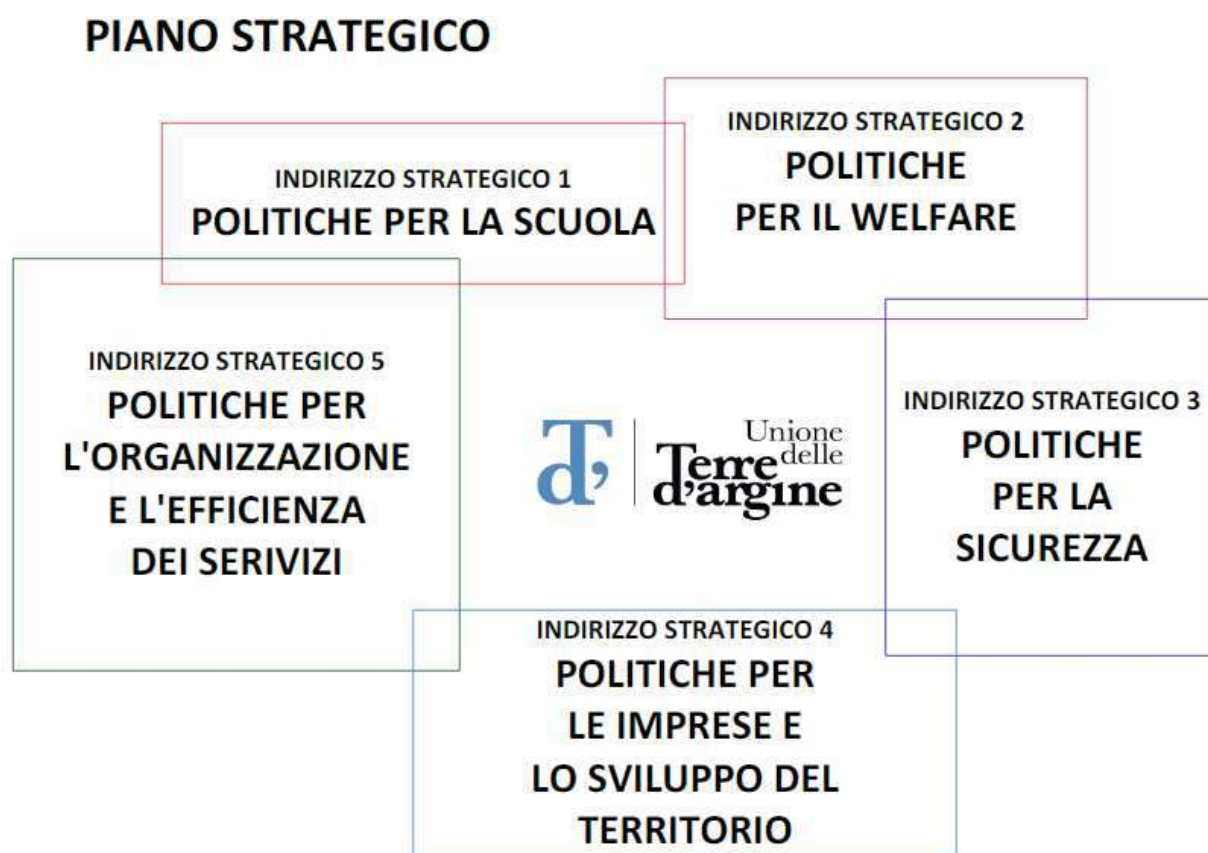 PIANO STRATEGICO
INDIRIZZO STRATEGICO 1
POLITICHE PER LA SCUOLA
INDIRIZZO STRATEGICO 2
POLITICHE
PER IL WELFARE
INDIRIZZO STRATEGICO 3
POLITICHE
PER LA
SICUREZZA
INDIRIZZO STRATEGICO 4
POLITICHE PER
LE IMPRESE E
LO SVILUPPO DEL
TERRITORIO
INDIRIZZO STRATEGICO 5
POLITICHE PER
L'ORGANIZZAZIONE
E L'EFFICIENZA
DEI SERIVIZI
Td'
Unione
delle
Terre
d'argine